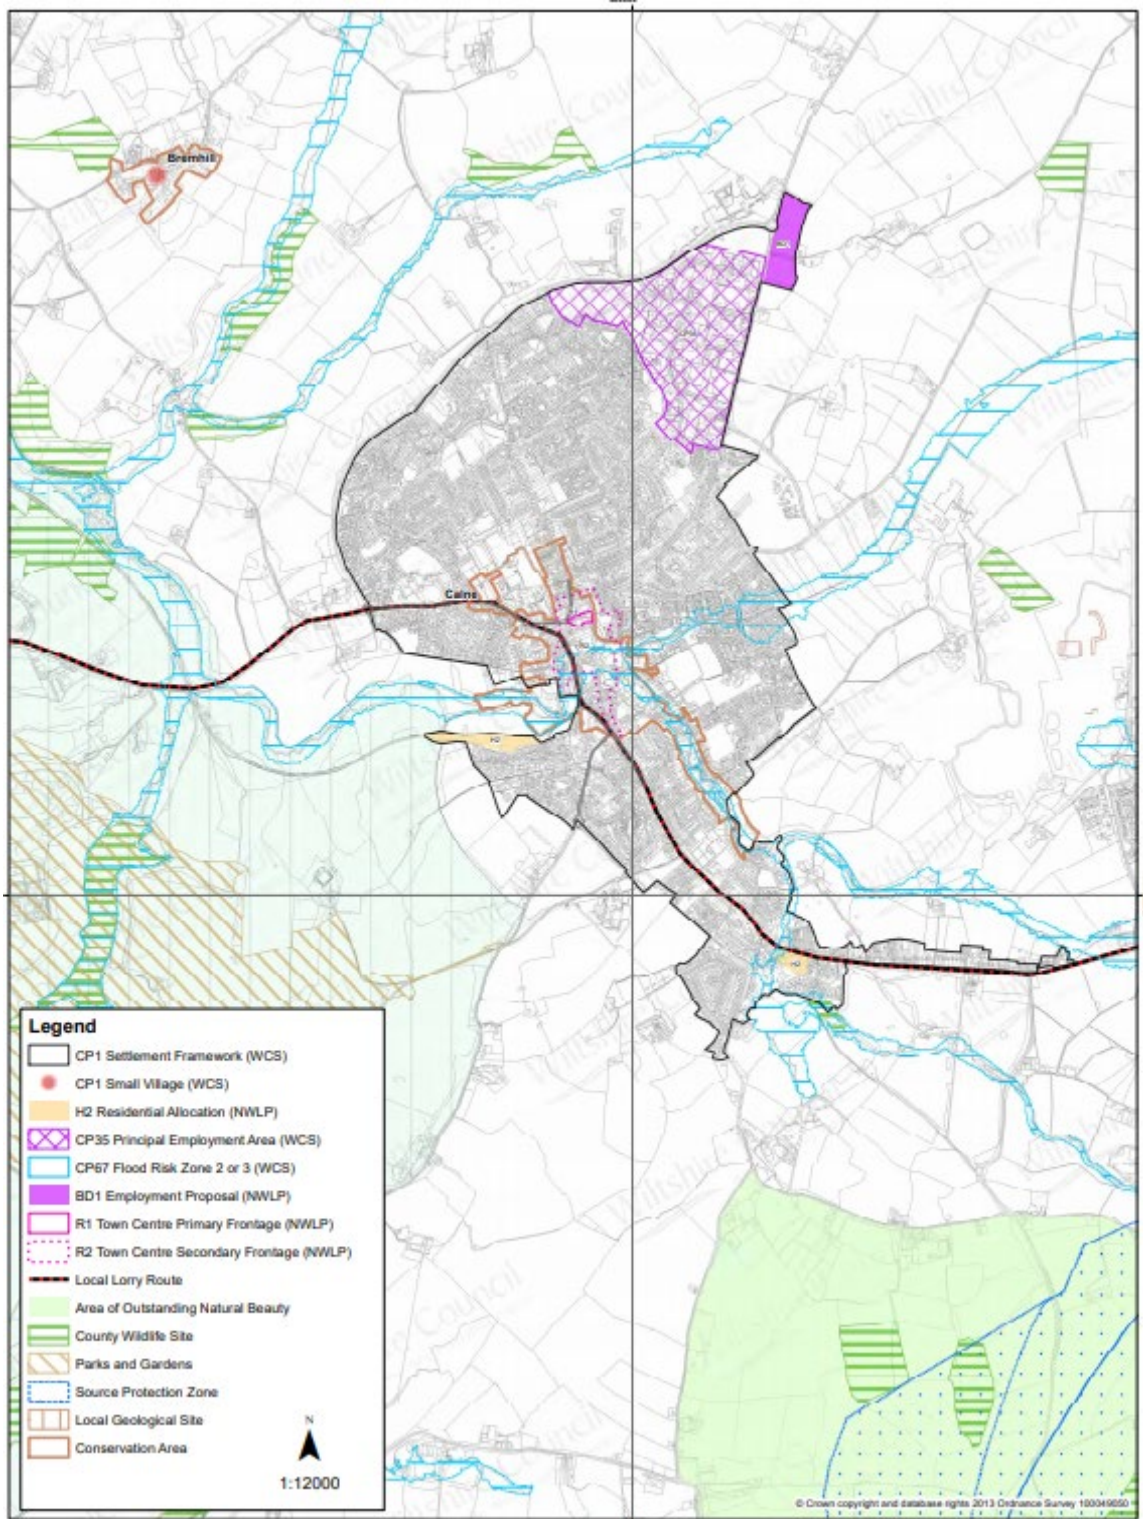 Bremhill
Calne
H2
H2
Legend
CP1 Settlement Framework (WCS)
CP1 Small Village (WCS)
H2 Residential Allocation (NWLP)
CP35 Principal Employment Area (WCS)
CP67 Flood Risk Zone 2 or 3 (WCS)
BD1 Employment Proposal (NWLP)
R1 Town Centre Primary Frontage (NWLP)
R2 Town Centre Secondary Frontage (NWLP)
Local Lorry Route
Area of Outstanding Natural Beauty
County Wildlife Site
Parks and Gardens
Source Protection Zone
Local Geological Site
Conservation Area
N
1:12000
© Crown copyright and database rights 2013 Ordnance Survey 100049050
Wiltshire Council